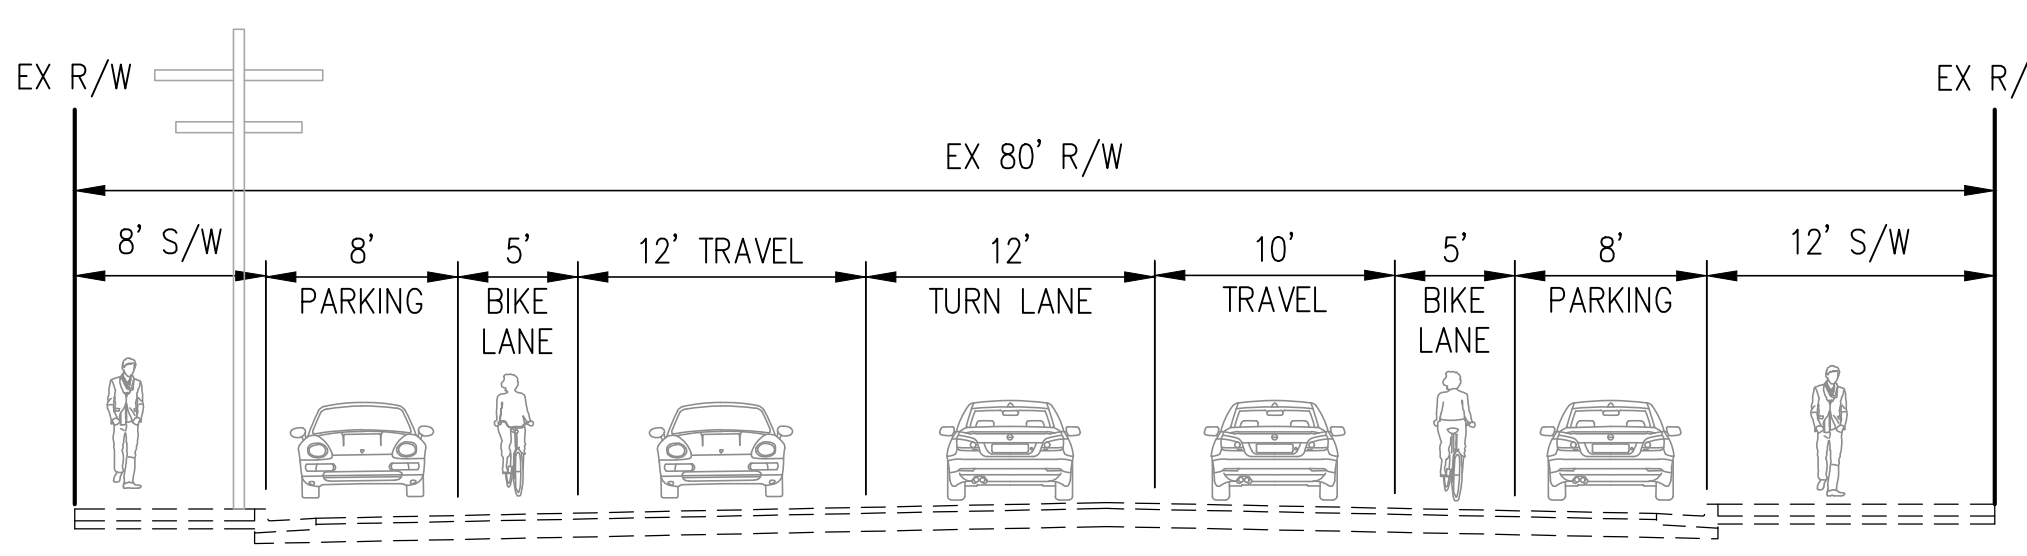 EX R/W
EX R/
EX 80' R/W
8' S/W
8'
PARKING
5'
BIKE
LANE
12' TRAVEL
12'
TURN LANE
10'
TRAVEL
5'
BIKE
LANE
8'
PARKING
12' S/W